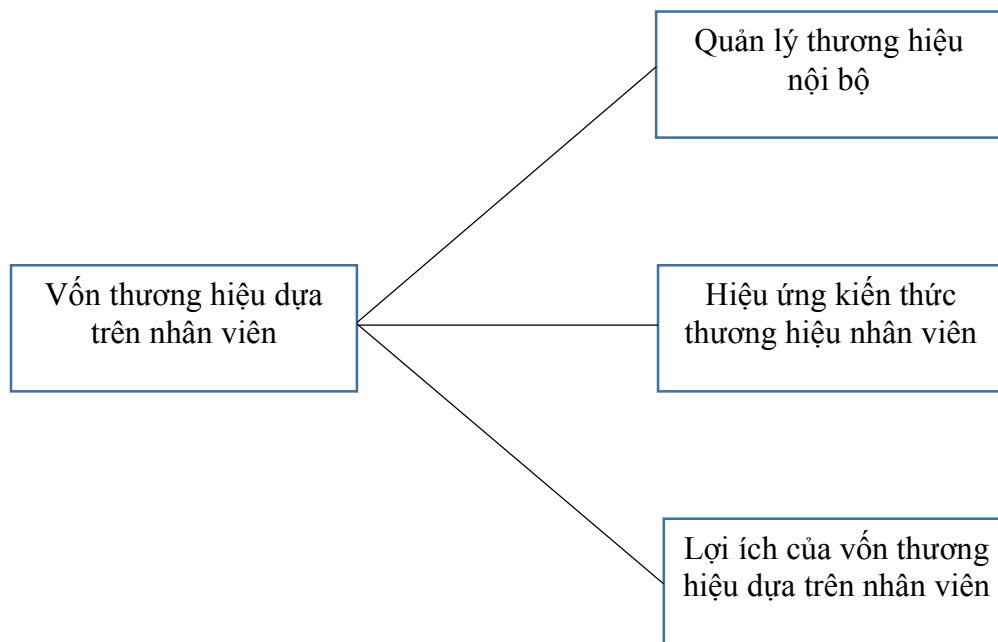 Quản lý thương hiệu
nội bộ
Vốn thương hiệu dựa
trên nhân viên
Hiệu ứng kiến thức
thương hiệu nhân viên
Lợi ích của vốn thương
hiệu dựa trên nhân viên